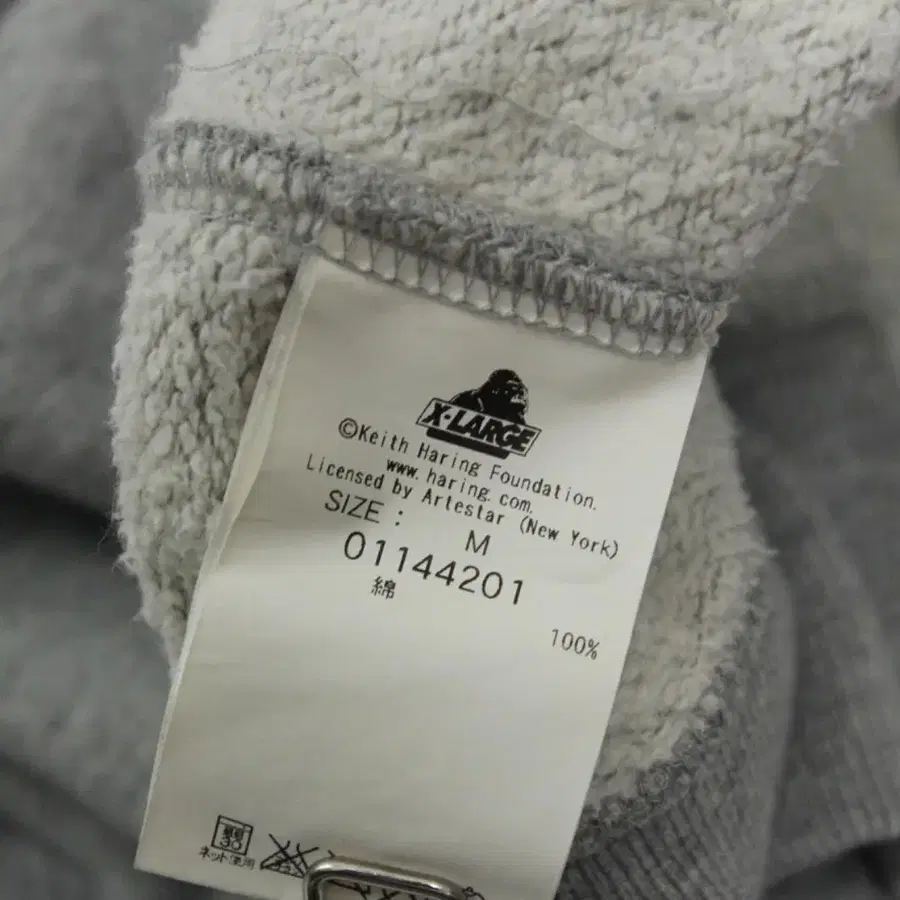 X-LARGE
©Keith Haring Foundation.
www.haring.com.
Licensed by Artestar (New York)
SIZE : M
01144201
綿 100%
30
ネット使用